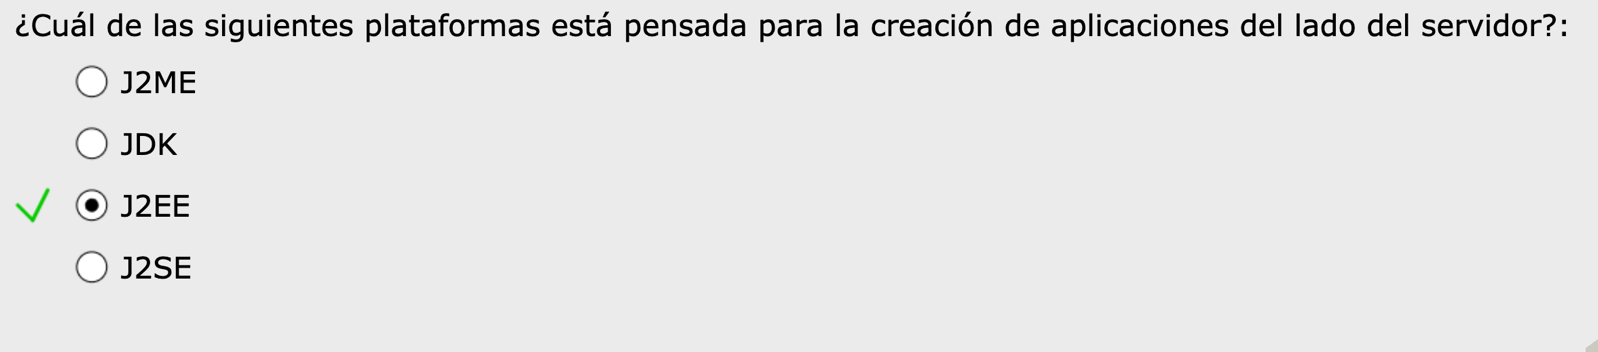 ¿Cuál de las siguientes plataformas está pensada para la creación de aplicaciones del lado del servidor?:
J2ME
JDK
J2EE
J2SE